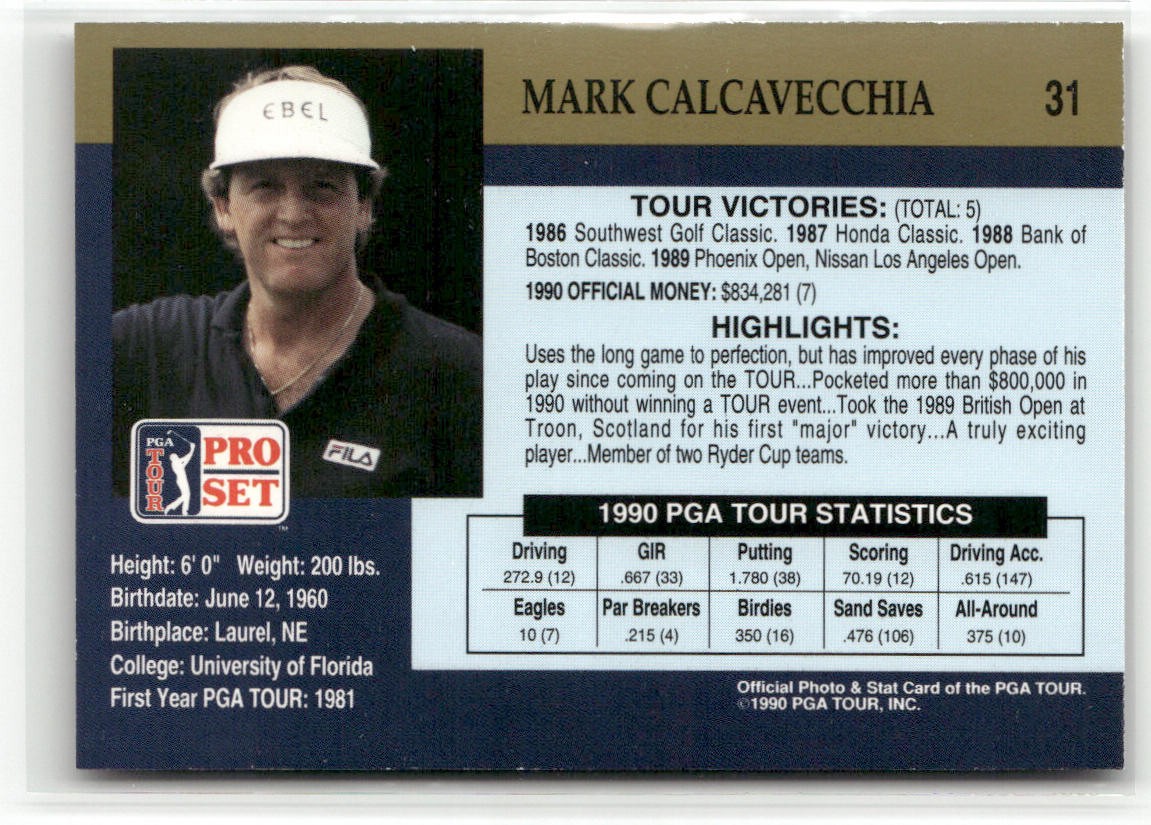 EBEL
MARK CALCAVECCHIA 31
TOUR VICTORIES: (TOTAL: 5)
1986 Southwest Golf Classic. 1987 Honda Classic. 1988 Bank of
Boston Classic. 1989 Phoenix Open, Nissan Los Angeles Open.
1990 OFFICIAL MONEY: $834,281 (7)
HIGHLIGHTS:
Uses the long game to perfection, but has improved every phase of his
play since coming on the TOUR...Pocketed more than $800,000 in
1990 without winning a TOUR event...Took the 1989 British Open at
Troon, Scotland for his first "major" victory...A truly exciting
player...Member of two Ryder Cup teams.
FILA
PGA
TOUR
PRO
SET
™
1990 PGA TOUR STATISTICS
Driving GIR Putting Scoring Driving Acc.
272.9 (12) .667 (33) 1.780 (38) 70.19 (12) .615 (147)
Eagles Par Breakers Birdies Sand Saves All-Around
10 (7) .215 (4) 350 (16) .476 (106) 375 (10)
Height: 6' 0" Weight: 200 lbs.
Birthdate: June 12, 1960
Birthplace: Laurel, NE
College: University of Florida
First Year PGA TOUR: 1981
Official Photo & Stat Card of the PGA TOUR.
©1990 PGA TOUR, INC.